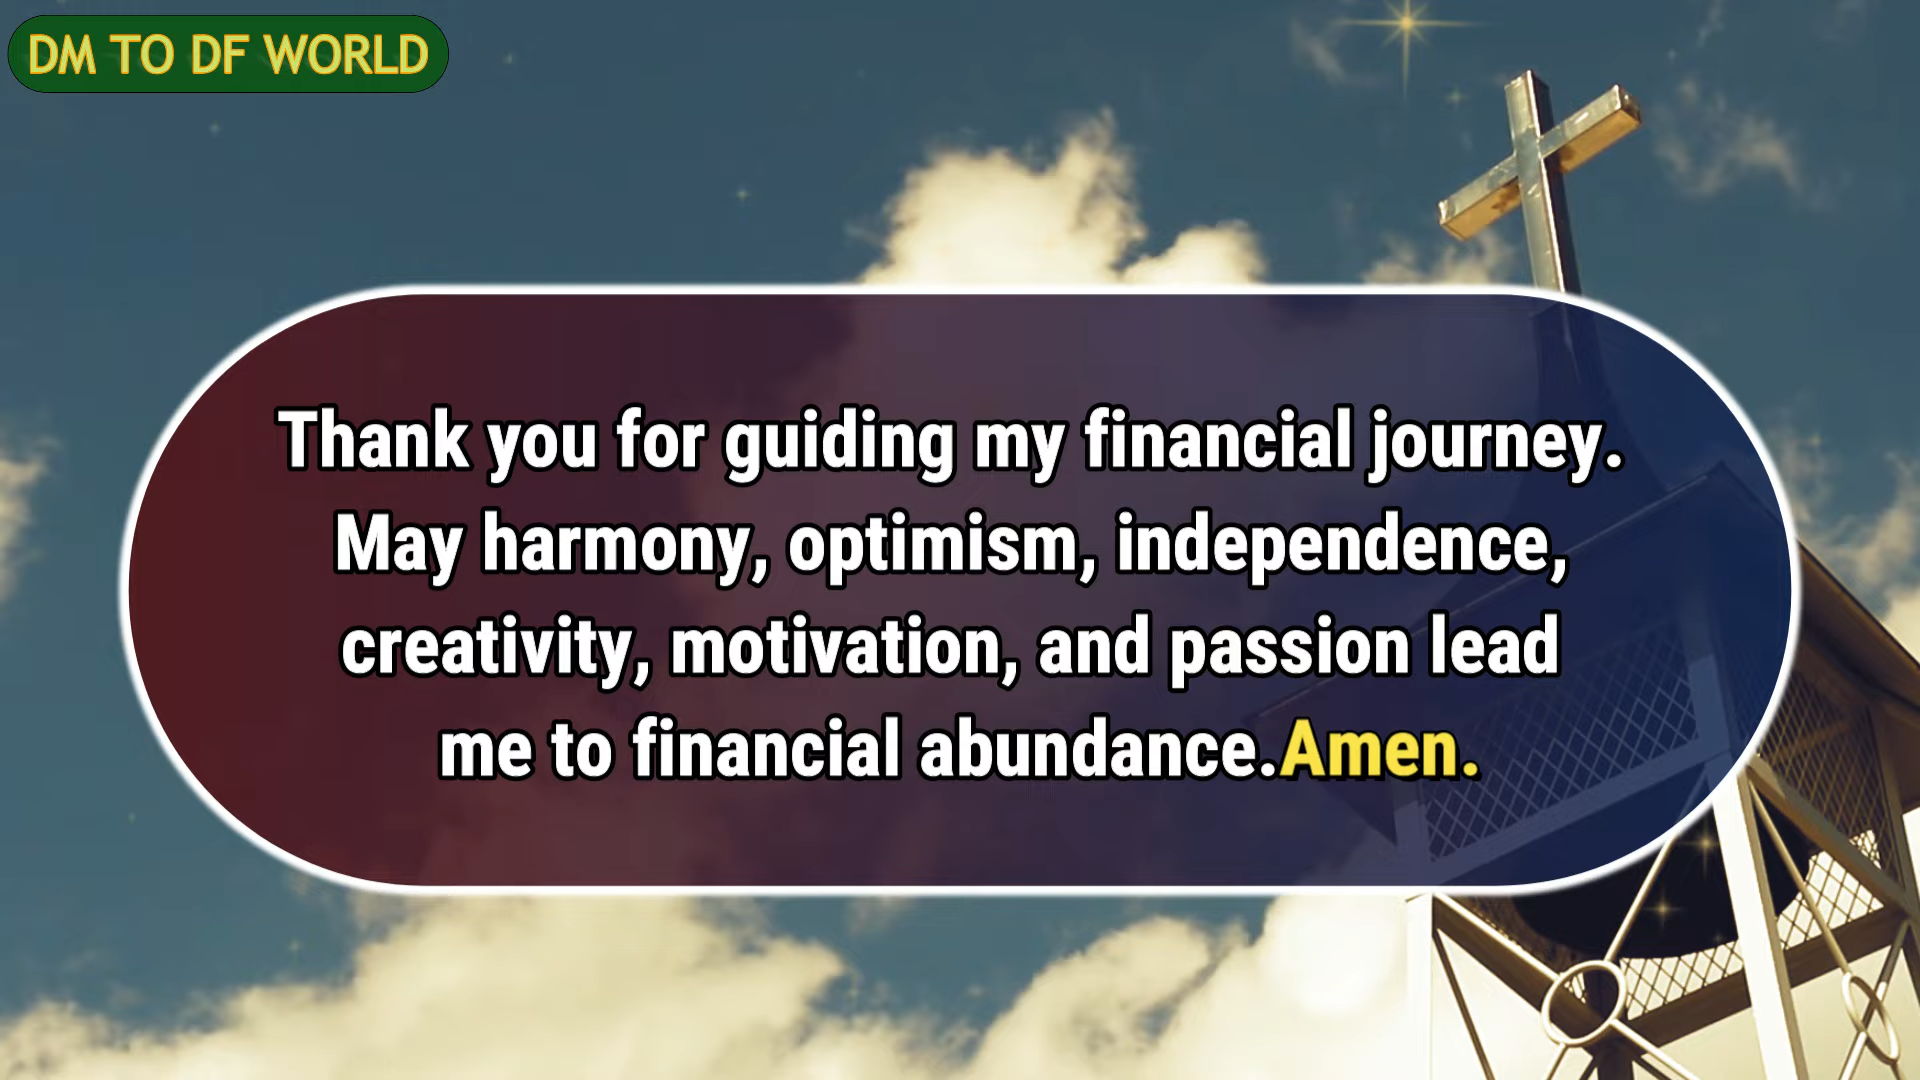 DM TO DF WORLD
Thank you for guiding my financial journey.
May harmony, optimism, independence,
creativity, motivation, and passion lead
me to financial abundance.Amen.